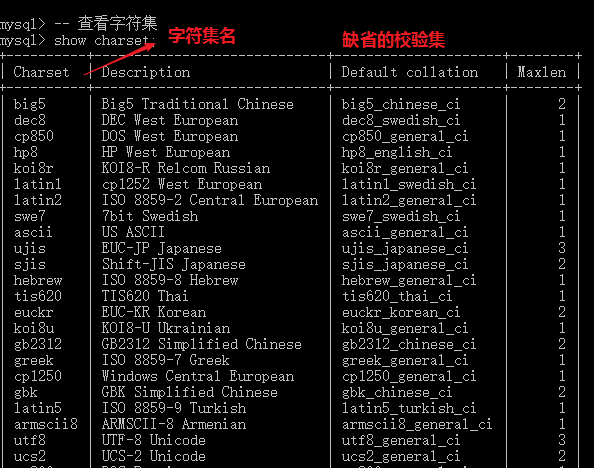 mysql> -- 查看字符集
mysql> show charset; 字符集名 缺省的校验集
| Charset | Description | Default collation | Maxlen |
| big5 | Big5 Traditional Chinese | big5_chinese_ci | 2 |
| dec8 | DEC West European | dec8_swedish_ci | 1 |
| cp850 | DOS West European | cp850_general_ci | 1 |
| hp8 | HP West European | hp8_english_ci | 1 |
| koi8r | KOI8-R Relcom Russian | koi8r_general_ci | 1 |
| latin1 | cp1252 West European | latin1_swedish_ci | 1 |
| latin2 | ISO 8859-2 Central European | latin2_general_ci | 1 |
| swe7 | 7bit Swedish | swe7_swedish_ci | 1 |
| ascii | US ASCII | ascii_general_ci | 1 |
| ujis | EUC-JP Japanese | ujis_japanese_ci | 3 |
| sjis | Shift-JIS Japanese | sjis_japanese_ci | 2 |
| hebrew | ISO 8859-8 Hebrew | hebrew_general_ci | 1 |
| tis620 | TIS620 Thai | tis620_thai_ci | 1 |
| euckr | EUC-KR Korean | euckr_korean_ci | 2 |
| koi8u | KOI8-U Ukrainian | koi8u_general_ci | 1 |
| gb2312 | GB2312 Simplified Chinese | gb2312_chinese_ci | 2 |
| greek | ISO 8859-7 Greek | greek_general_ci | 1 |
| cp1250 | Windows Central European | cp1250_general_ci | 1 |
| gbk | GBK Simplified Chinese | gbk_chinese_ci | 2 |
| latin5 | ISO 8859-9 Turkish | latin5_turkish_ci | 1 |
| armscii8 | ARMSCII-8 Armenian | armscii8_general_ci | 1 |
| utf8 | UTF-8 Unicode | utf8_general_ci | 3 |
| ucs2 | UCS-2 Unicode | ucs2_general_ci | 2 |